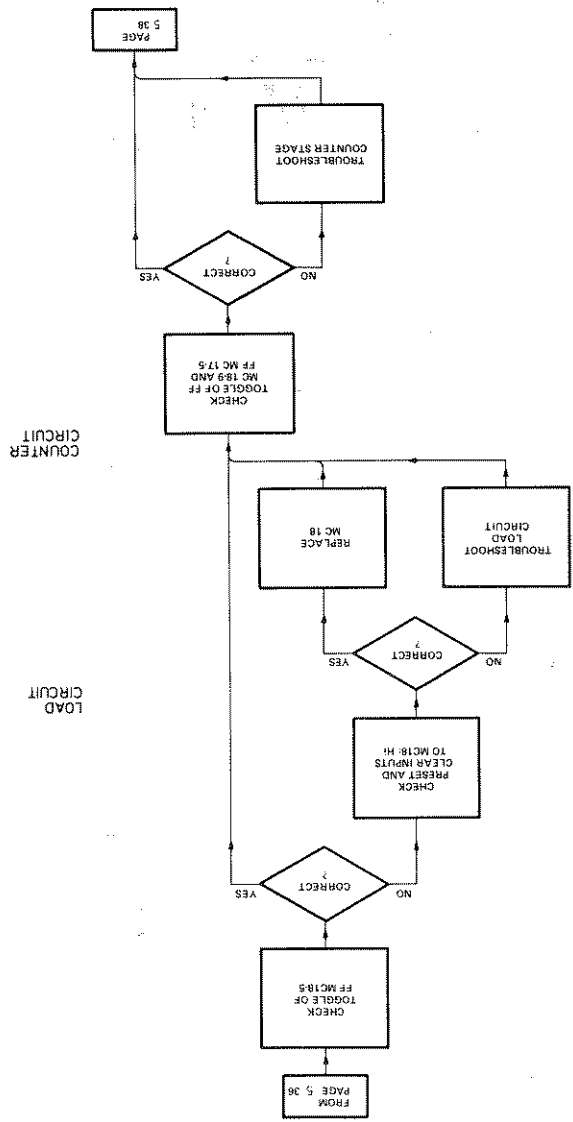 FROM
PAGE 5, 36
CHECK
TOGGLE OF
FF MC18-5
CORRECT
?
NO
YES
CHECK
PRESET AND
CLEAR INPUTS
TO MC18: Hi
LOAD
CIRCUIT
CORRECT
?
NO
YES
TROUBLESHOOT
LOAD
CIRCUIT
REPLACE
MC 18
COUNTER
CIRCUIT
CHECK
TOGGLE OF FF
MC 18-9 AND
FF MC 17-5
CORRECT
?
NO
YES
TROUBLESHOOT
COUNTER STAGE
PAGE
5, 38